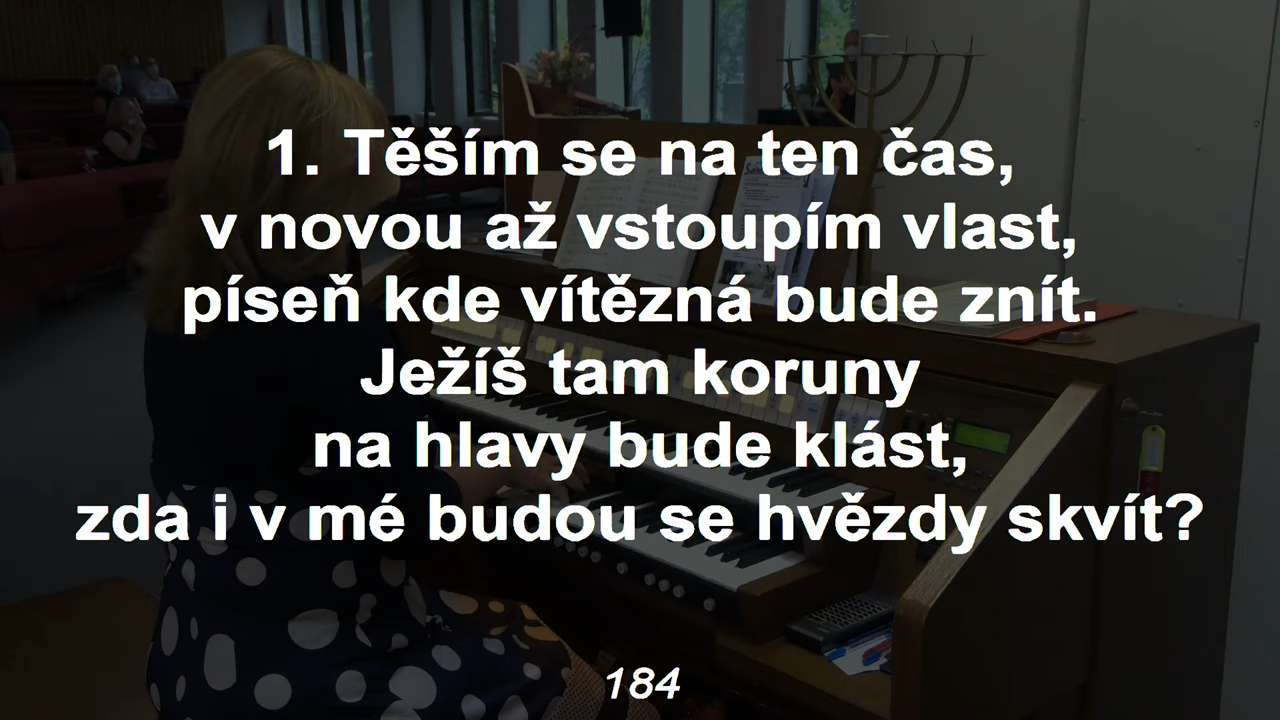 1. Těším se na ten čas,
v novou až vstoupím vlast,
píseň kde vítězná bude znít.
Ježíš tam koruny
na hlavy bude klást,
zda i v mé budou se hvězdy skvít?
184